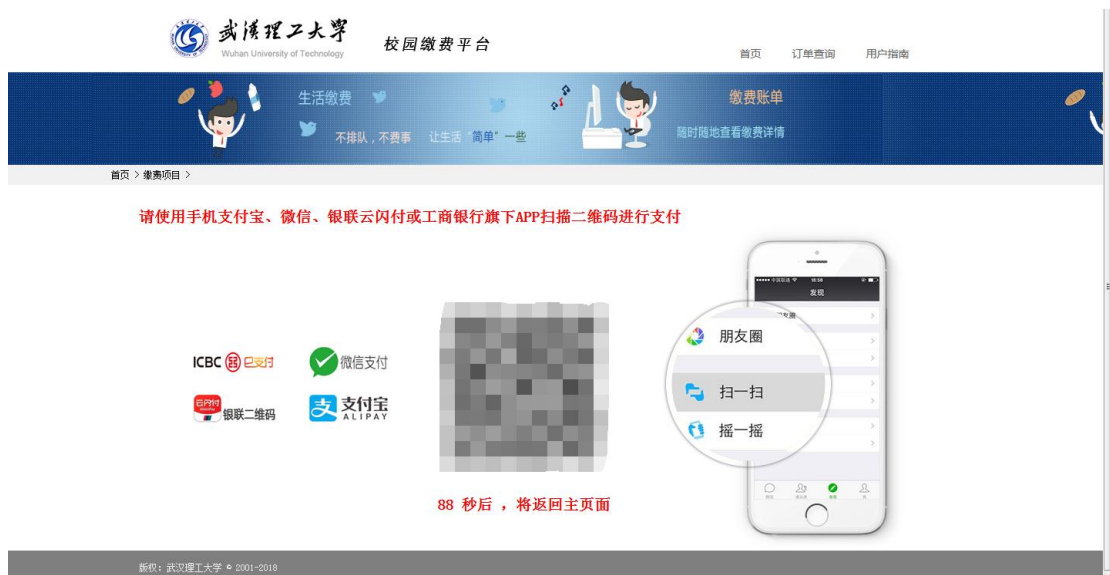 武汉理工大学
Wuhan University of Technology
校园缴费平台
首页 订单查询 用户指南
生活缴费
不排队，不费事 让生活“简单”一些
缴费账单
随时随地查看缴费详情
首页 > 缴费项目 >
请使用手机支付宝、微信、银联云闪付或工商银行旗下APP扫描二维码进行支付
ICBC e支付
微信支付
云闪付
银联二维码
支付宝
ALIPAY
发现
朋友圈
扫一扫
摇一摇
88 秒后 ，将返回主页面
版权：武汉理工大学 © 2001-2018